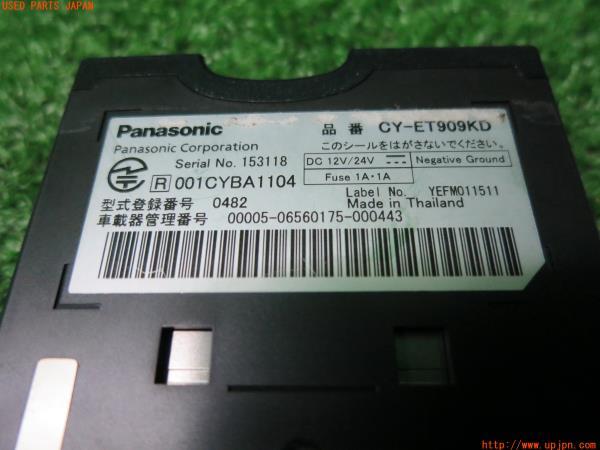 USED PARTS JAPAN
Panasonic 品番 CY-ET909KD
Panasonic Corporation このシールをはがさないでください。
Serial No. 153118 DC 12V/24V Negative Ground
R 001CYBA1104 Fuse 1A・1A
Label No. YEFM011511
型式登録番号 0482 Made in Thailand
車載器管理番号 00005-06560175-000443
http://www.upjpn.com/